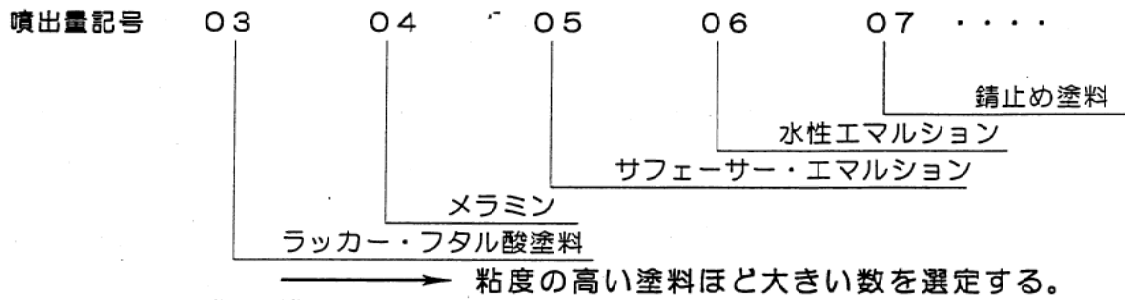 噴出量記号 03 04 05 06 07 ・・・・
錆止め塗料
水性エマルション
サフェーサー・エマルション
メラミン
ラッカー・フタル酸塗料
粘度の高い塗料ほど大きい数を選定する。